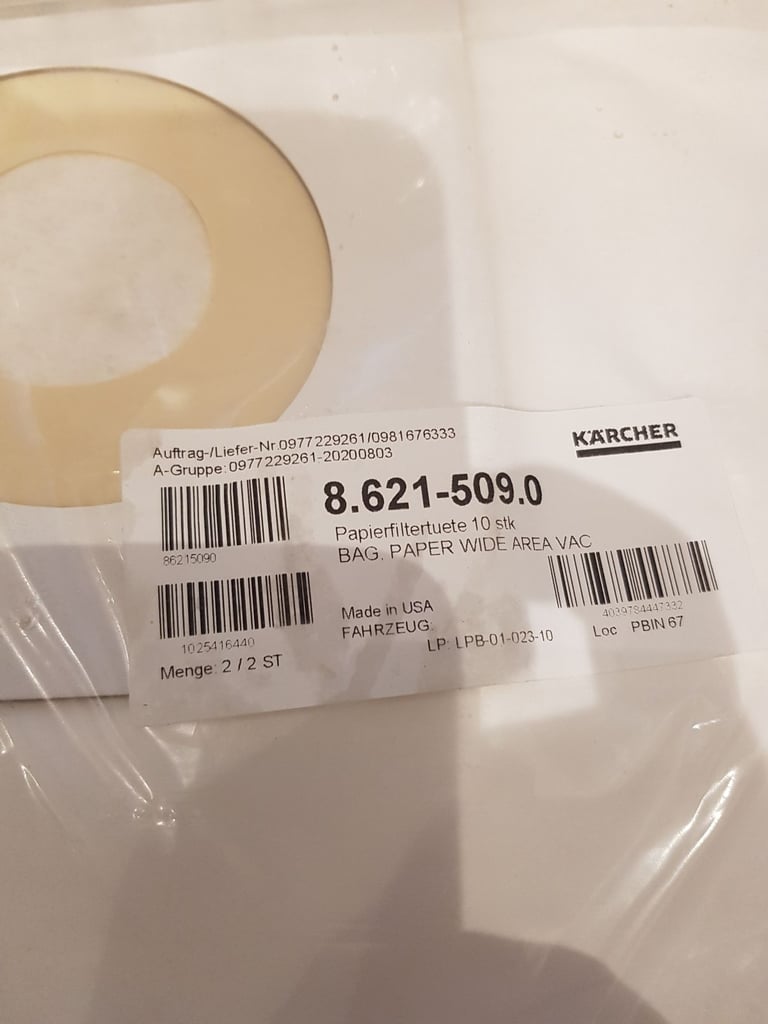 Auftrag-/Liefer-Nr.0977229261/0981676333
A-Gruppe:0977229261-20200803
KÄRCHER
8.621-509.0
86215090
Papierfiltertuete 10 stk
BAG. PAPER WIDE AREA VAC
1025416440
Made in USA
FAHRZEUG:
4039784447332
Menge: 2 / 2 ST
LP: LPB-01-023-10
Loc PBIN 67